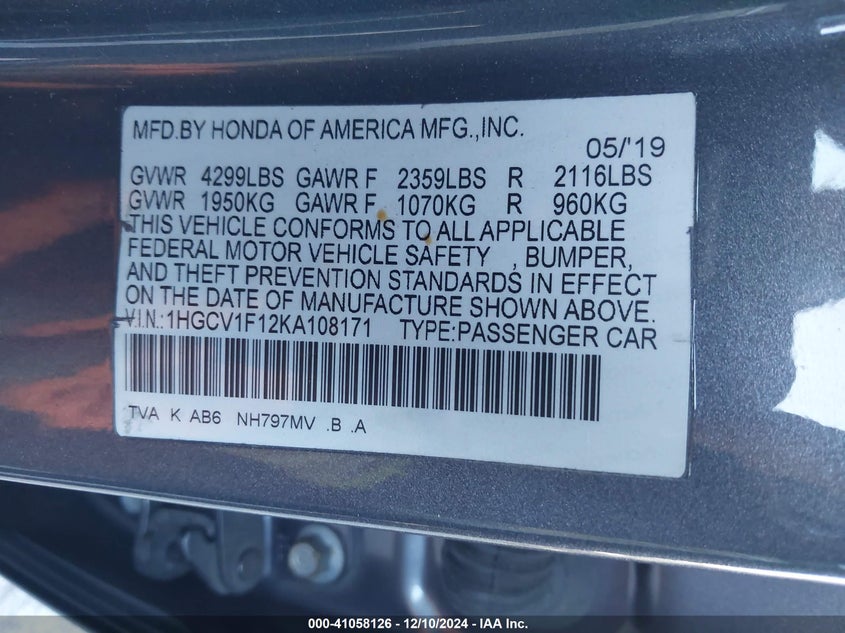 MFD.BY HONDA OF AMERICA MFG.,INC.
05/'19
GVWR 4299LBS GAWR F 2359LBS R 2116LBS
GVWR 1950KG GAWR F 1070KG R 960KG
THIS VEHICLE CONFORMS TO ALL APPLICABLE
FEDERAL MOTOR VEHICLE SAFETY , BUMPER,
AND THEFT PREVENTION STANDARDS IN EFFECT
ON THE DATE OF MANUFACTURE SHOWN ABOVE.
V.I.N.:1HGCV1F12KA108171 TYPE:PASSENGER CAR
TVA K AB6 NH797MV .B .A
000-41058126 - 12/10/2024 - IAA Inc.